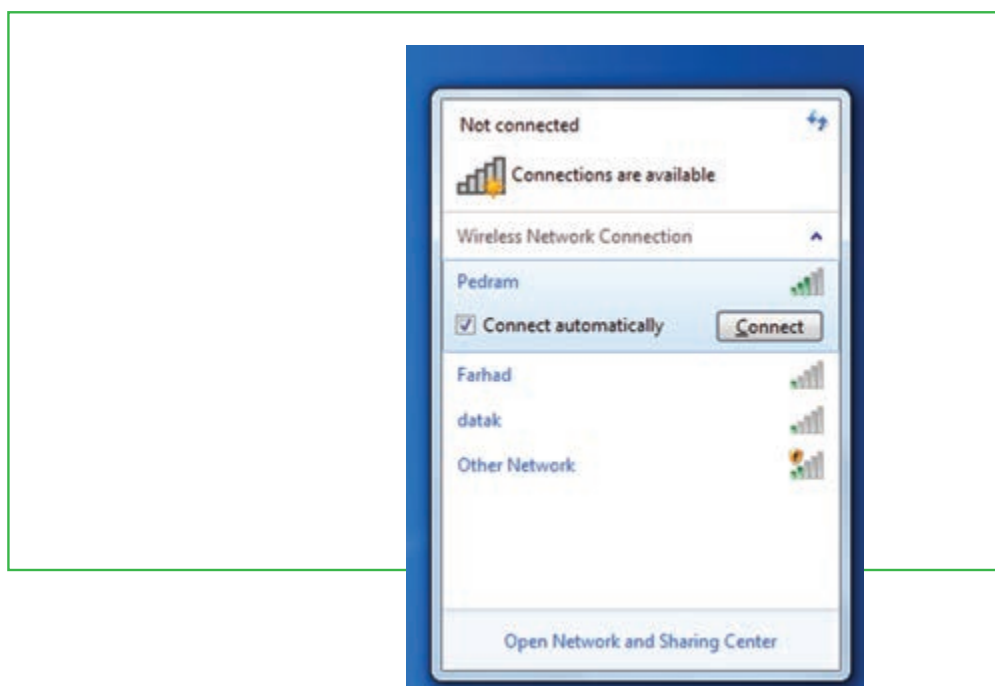 Not connected
Connections are available
Wireless Network Connection
Pedram
Connect automatically
Connect
Farhad
datak
Other Network
Open Network and Sharing Center